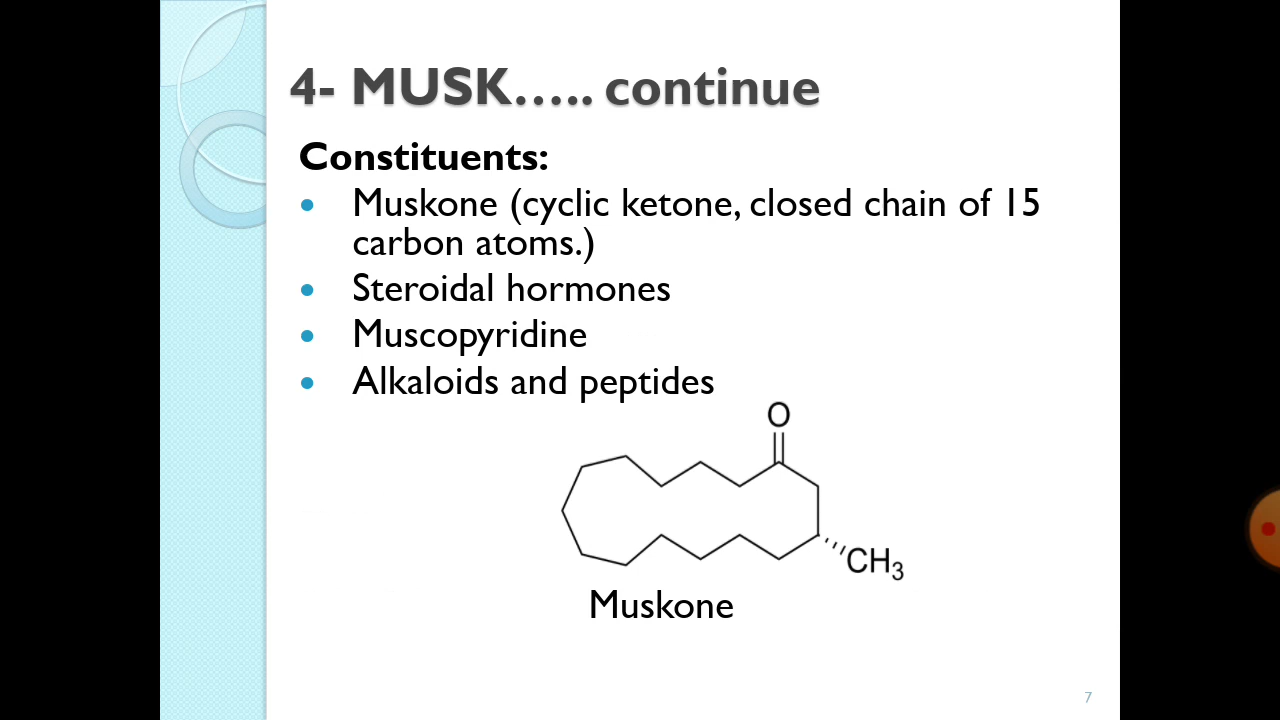 4- MUSK….. continue
Constituents:
• Muskone (cyclic ketone, closed chain of 15
carbon atoms.)
• Steroidal hormones
• Muscopyridine
• Alkaloids and peptides
O
CH₃
Muskone
7